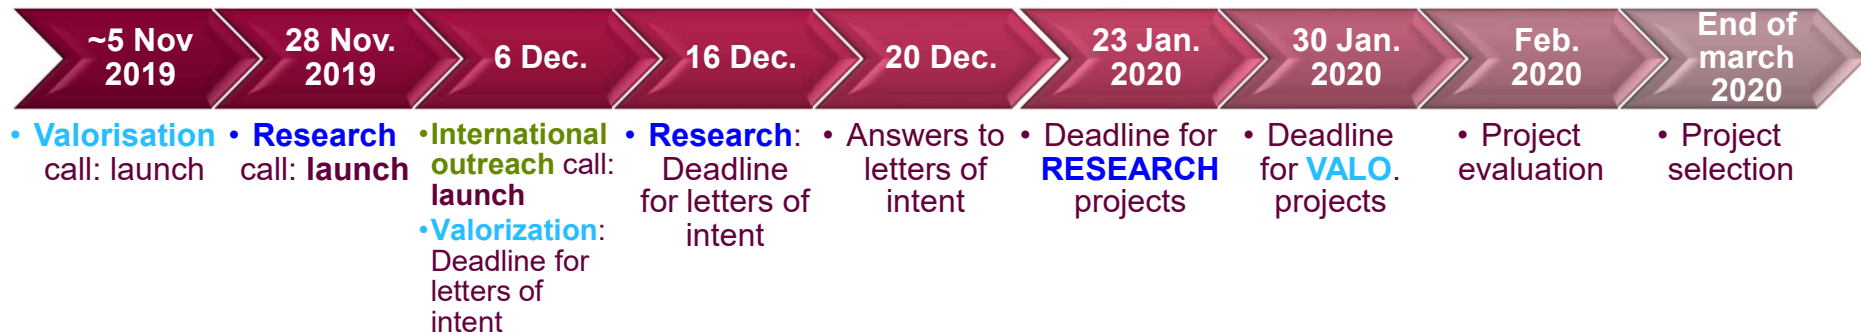 ~5 Nov
2019
28 Nov.
2019
6 Dec.
16 Dec.
20 Dec.
23 Jan.
2020
30 Jan.
2020
Feb.
2020
End of
march
2020
• Valorisation
call: launch
• Research
call: launch
•International
outreach call:
launch
•Valorization:
Deadline for
letters of
intent
• Research:
Deadline
for letters of
intent
• Answers to
letters of
intent
• Deadline for
RESEARCH
projects
• Deadline
for VALO.
projects
• Project
evaluation
• Project
selection